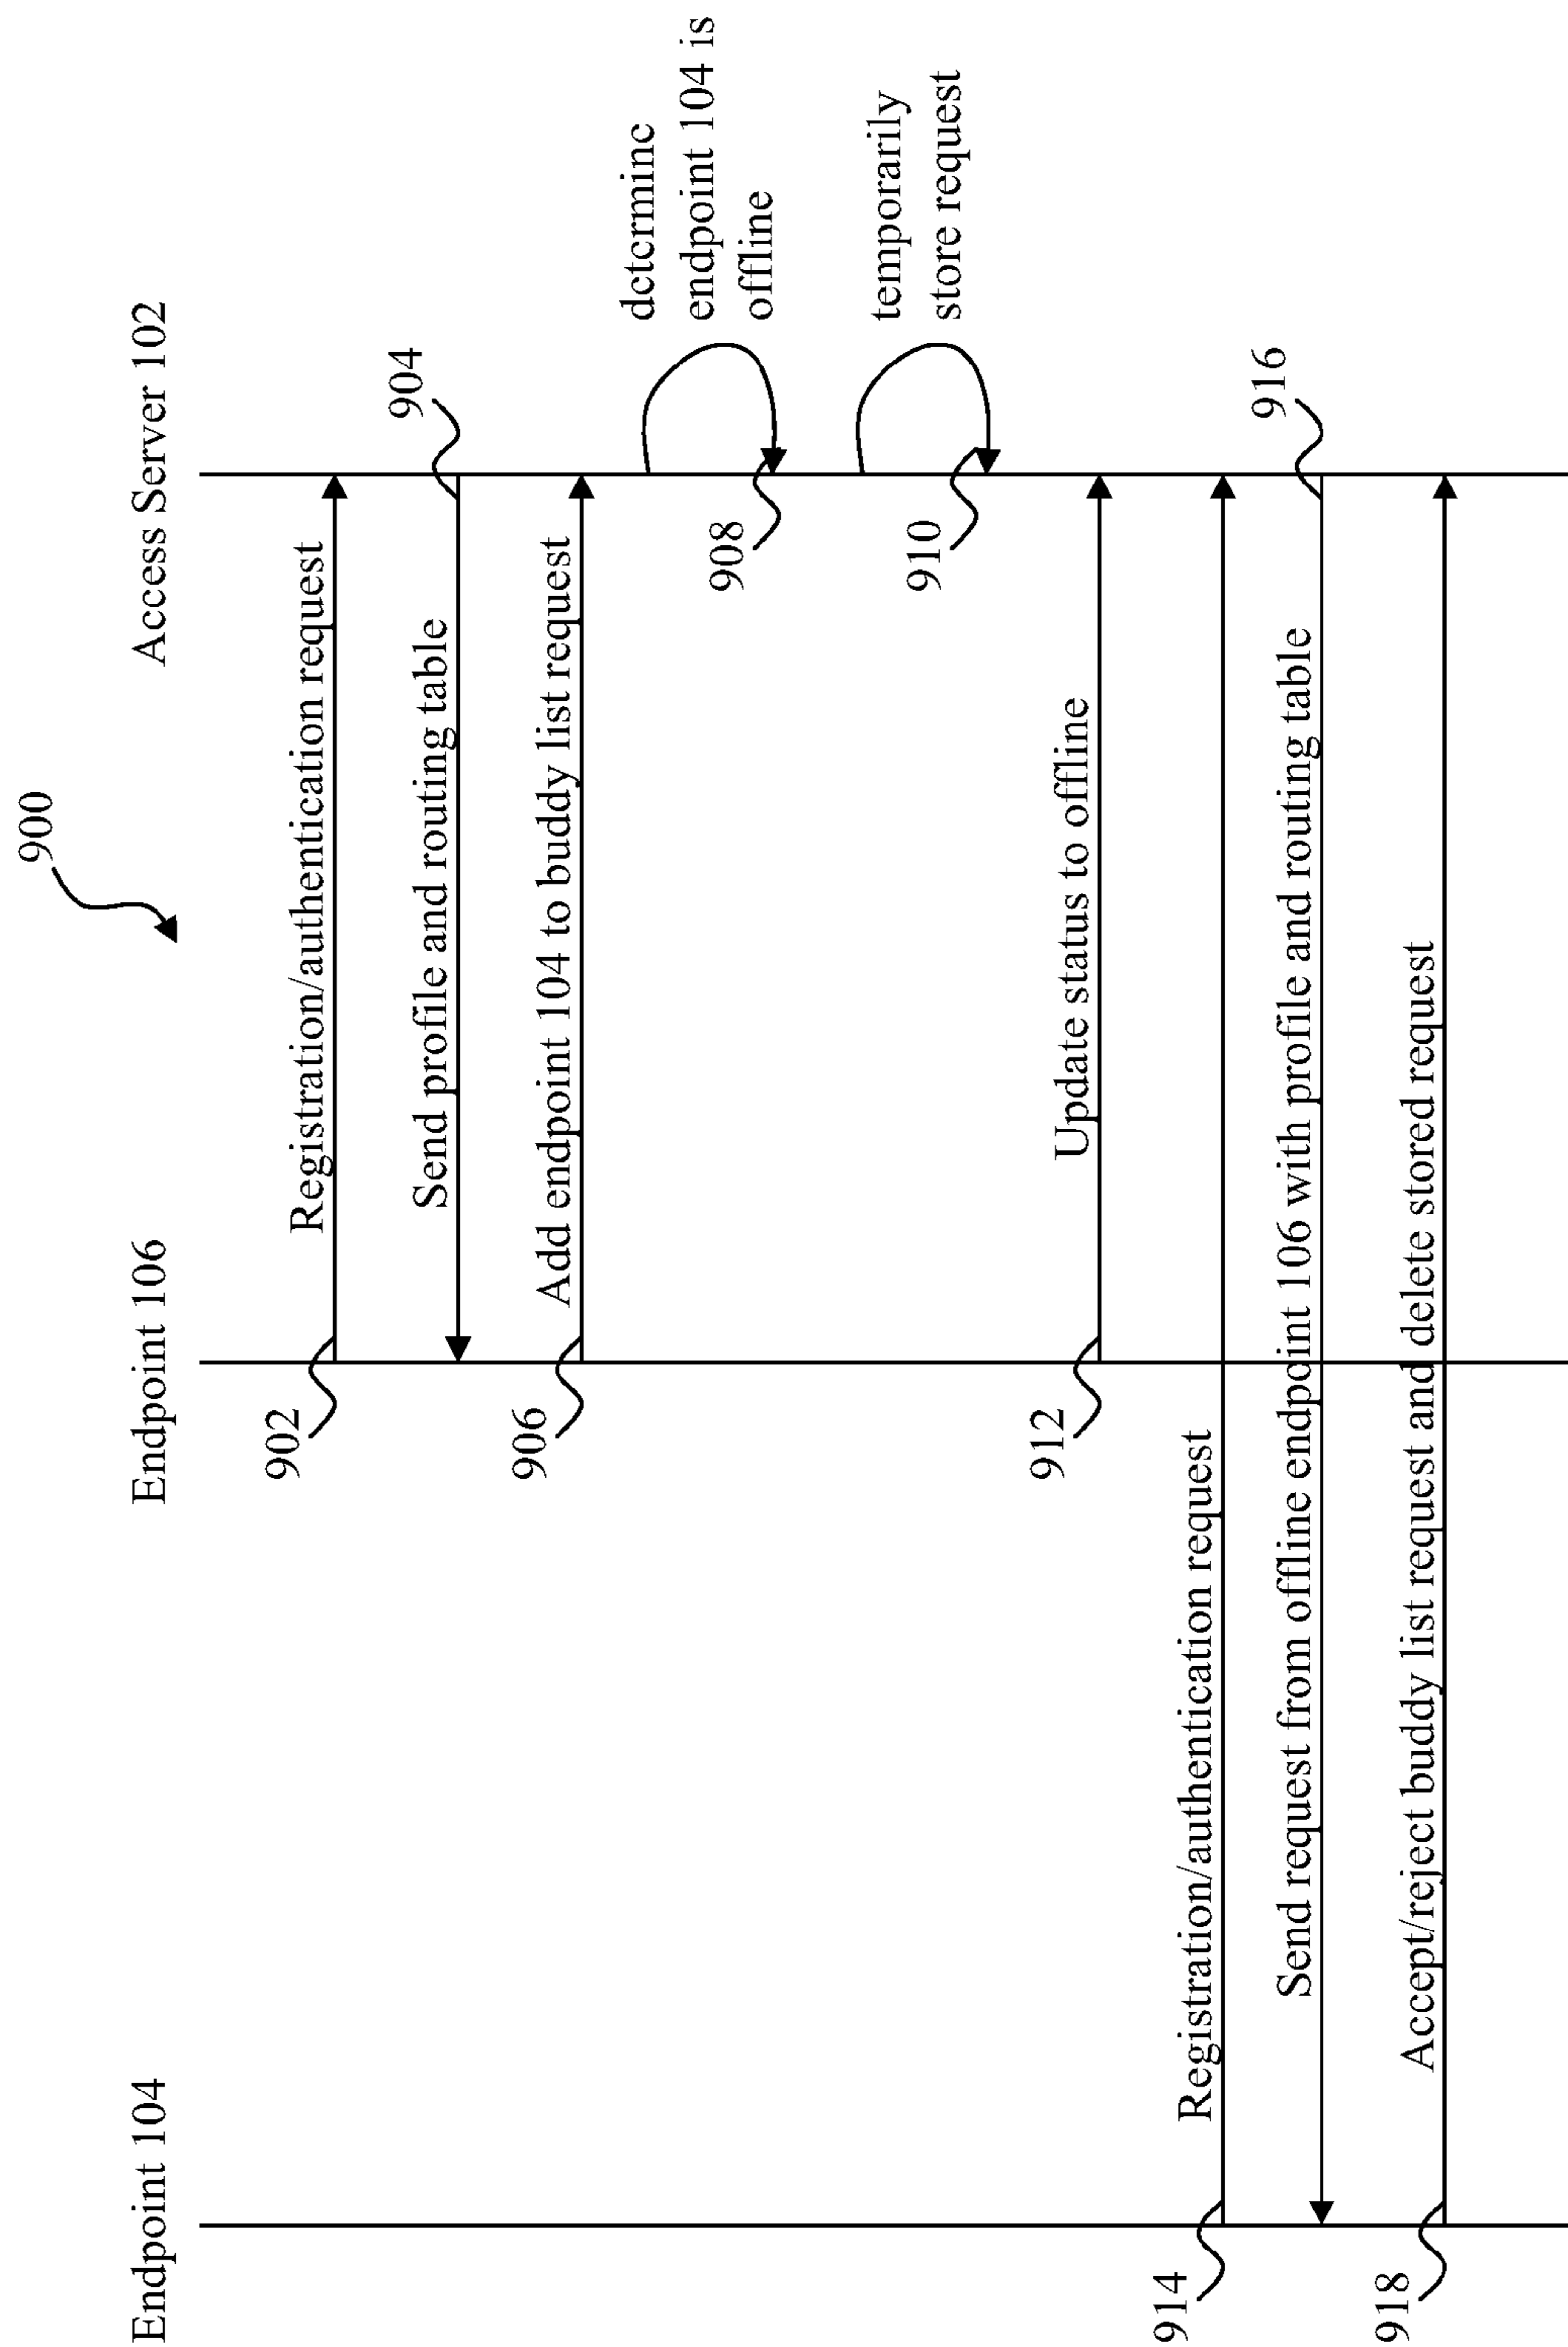 900
Endpoint 104
Endpoint 106
Access Server 102
902
Registration/authentication request
904
Send profile and routing table
906
Add endpoint 104 to buddy list request
determine
endpoint 104 is
offline
908
temporarily
store request
910
912
Update status to offline
914
Registration/authentication request
916
Send request from offline endpoint 106 with profile and routing table
918
Accept/reject buddy list request and delete stored request